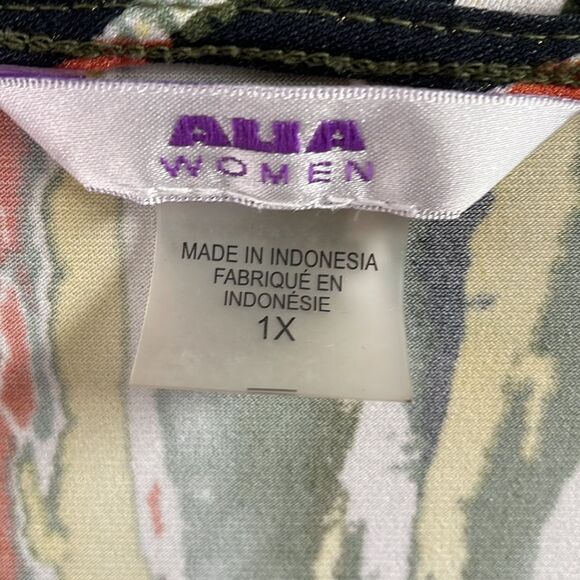 ALIA
WOMEN
MADE IN INDONESIA
FABRIQUÉ EN
INDONÉSIE
1X